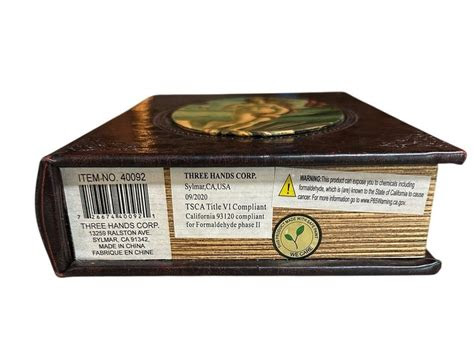 ITEM-NO. 40092
7 26674 40092 1
THREE HANDS CORP.
13259 RALSTON AVE.
SYLMAR, CA 91342,
MADE IN CHINA
FABRIQUE EN CHINE
THREE HANDS CORP.
Sylmar,CA,USA
09/2020
TSCA Title VI Compliant
California 93120 compliant
for Formaldehyde phase II
WARNING:This product can expose you to chemicals including
formaldehyde, which is (are) known to the State of California to cause
cancer. For more information go to www.P65Warning.ca.gov.
WE CARE